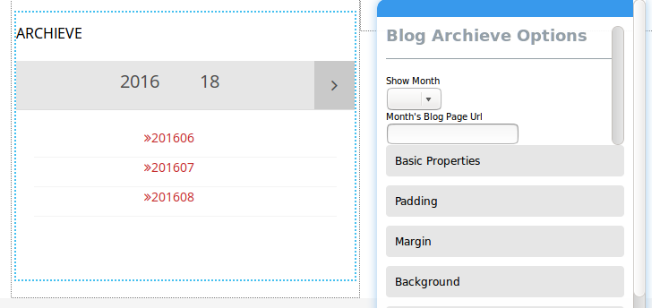 ARCHIEVE
2016 18
»201606
»201607
»201608
Blog Archieve Options
Show Month
Month's Blog Page Url
Basic Properties
Padding
Margin
Background